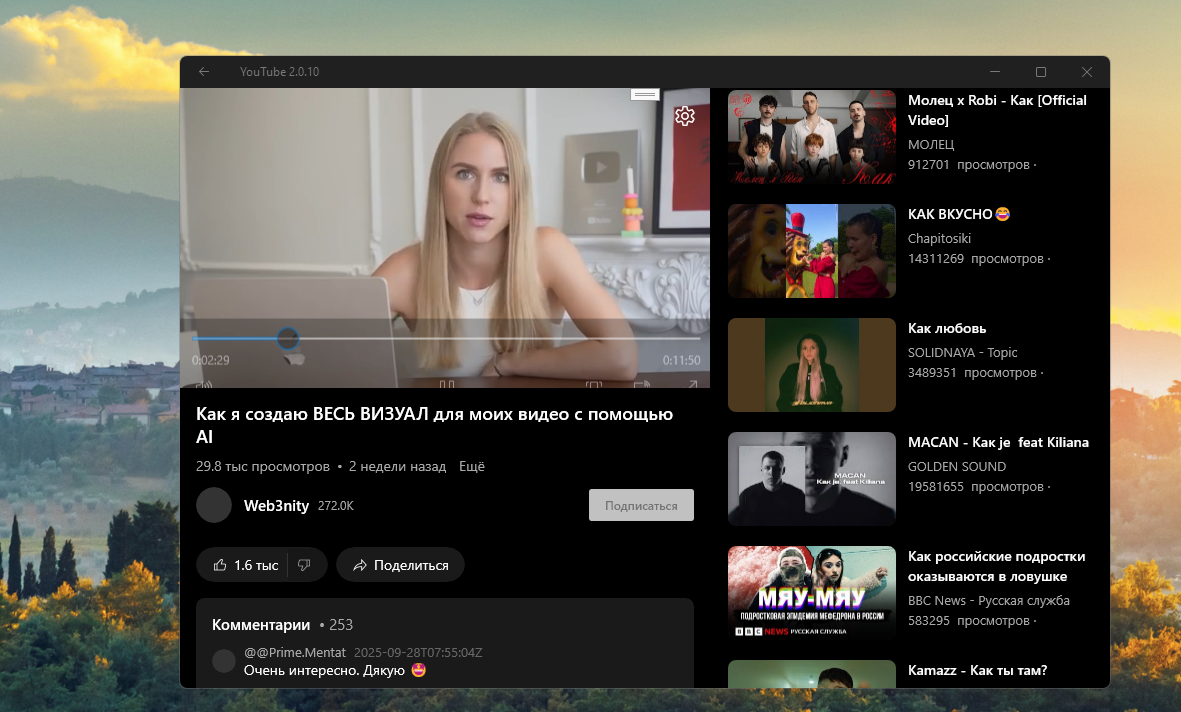 YouTube 2.0.10
0:02:29
0:11:50
Как я создаю ВЕСЬ ВИЗУАЛ для моих видео с помощью
AI
29.8 тыс просмотров • 2 недели назад Ещё
Web3nity 272.0K
Подписаться
1.6 тыс
Поделиться
Комментарии • 253
@@Prime.Mentat 2025-09-28T07:55:04Z
Очень интересно. Дякую 🤩
Молец x Robi - Как [Official
Video]
МОЛЕЦ
912701 просмотров ·
Молец x Robi
Как
КАК ВКУСНО😂
Chapitosiki
14311269 просмотров ·
Как любовь
SOLIDNAYA - Topic
3489351 просмотров ·
MACAN
Как je. feat Kiliana
MACAN - Как je feat Kiliana
GOLDEN SOUND
19581655 просмотров ·
МЯУ-МЯУ
ПОДРОСТКОВАЯ ЭПИДЕМИЯ МЕФЕДРОНА В РОССИИ
BBC NEWS РУССКАЯ СЛУЖБА
Как российские подростки
оказываются в ловушке
BBC News - Русская служба
583295 просмотров ·
Kamazz - Как ты там?